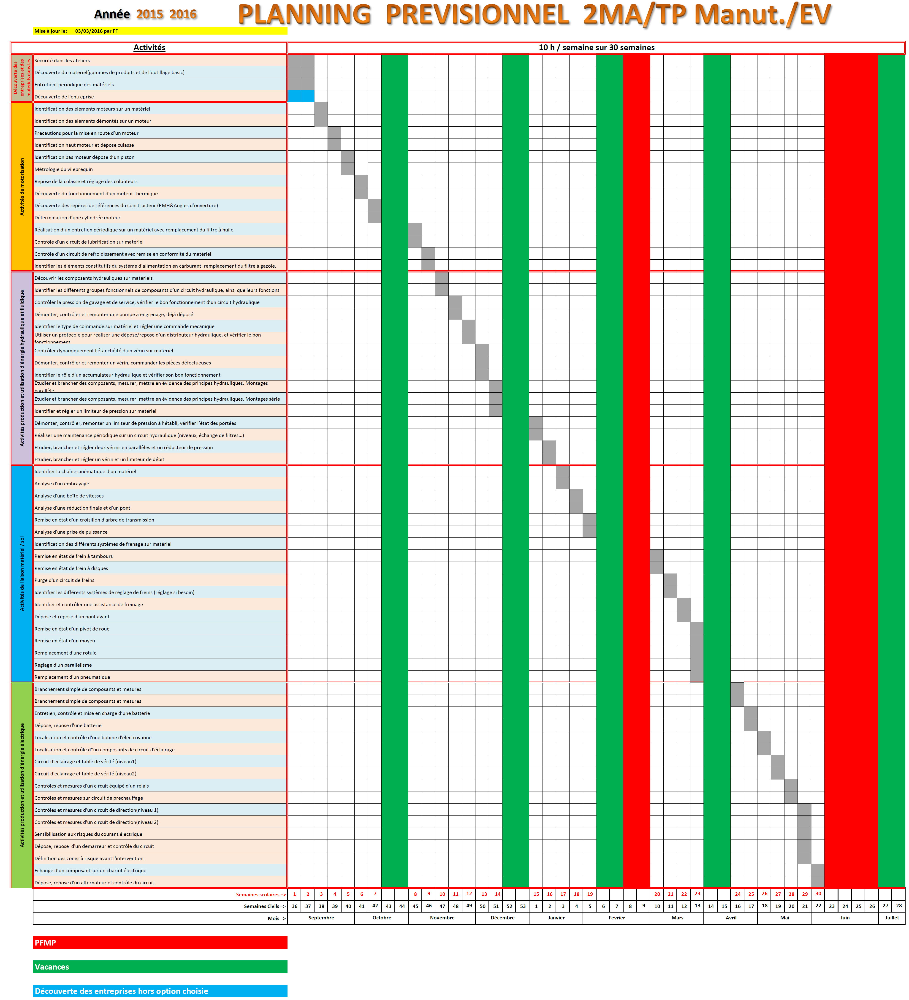 Année 2015 2016
PLANNING PREVISIONNEL 2MA/TP Manut./EV
Mise à jour le: 03/03/2016 par FF
Activités
10 h / semaine sur 30 semaines
Découverte des
entreprises et des
matériels dans les
Sécuritè dans les ateliers
Découverte du materiel(gammes de produits et de l'outillage basic)
Entretient périodique des matériels
Découverte de l'entreprise
Activités de motorisation
Identification des éléments moteurs sur un matériel
Identification des éléments démontés sur un moteur
Précautions pour la mise en route d’un moteur
Identification haut moteur et dépose culasse
Identification bas moteur dépose d’un piston
Métrologie du vilebrequin
Repose de la culasse et réglage des culbuteurs
Découverte du fonctionnement d’un moteur thermique
Découverte des repères de références du constructeur (PMH&Angles d’ouverture)
Détermination d’une cylindrée moteur
Réalisation d’un entretien périodique sur un matériel avec remplacement du filtre à huile
Contrôle d'un circuit de lubrification sur matériel
Contrôle d’un circuit de refroidissement avec remise en conformité du matériel
Identifiér les éléments constitutifs du système d’alimentation en carburant, remplacement du filtre à gazole.
Activités production et utilisation d'énergie hydraulique et fluidique
Découvrir les composants hydrauliques sur matériels
Identifier les différents groupes fonctionnels de composants d’un circuit hydraulique, ainsi que leurs fonctions
Contrôler la pression de gavage et de service, vérifier le bon fonctionnement d’un circuit hydraulique
Démonter, contrôler et remonter une pompe à engrenage, déjà déposé
Identifier le type de commande sur matériel et régler une commande mécanique
Utiliser un protocole pour réaliser une dépose/repose d’un distributeur hydraulique, et vérifier le bon
fonctionnement
Contrôler dynamiquement l'étanchéité d'un vérin sur matériel
Démonter, contrôler et remonter un vérin, commander les pièces défectueuses
Identifier le rôle d’un accumulateur hydraulique et vérifier son bon fonctionnement
Etudier et brancher des composants, mesurer, mettre en évidence des principes hydrauliques. Montages
parallèle
Etudier et brancher des composants, mesurer, mettre en évidence des principes hydrauliques. Montages série
Identifier et régler un limiteur de pression sur matériel
Démonter, contrôler, remonter un limiteur de pression à l’établi, vérifier l’état des portées
Réaliser une maintenance périodique sur un circuit hydraulique (niveaux, échange de filtres…)
Etudier, brancher et régler deux vérins en parallèles et un réducteur de pression
Etudier, brancher et régler un vérin et un limiteur de débit
Activités de liaison matériel / sol
Identifier la chaîne cinématique d'un matériel
Analyse d'un embrayage
Analyse d'une boîte de vitesses
Analyse d'une réduction finale et d'un pont
Remise en état d'un croisillon d'arbre de transmission
Analyse d'une prise de puissance
Identification des différents systèmes de frenage sur matériel
Remise en état de frein à tambours
Remise en état de frein à disques
Purge d'un circuit de freins
Identifier les différents systèmes de réglage de freins (réglage si besoin)
Identifier et contrôler une assistance de freinage
Dépose et repose d'un pont avant
Remise en état d'un pivot de roue
Remise en état d'un moyeu
Remplacement d'une rotule
Réglage d'un parallelisme
Remplacement d'un pneumatique
Activités production et utilisation d'énergie électrique
Branchement simple de composants et mesures
Branchement simple de composants et mesures
Entretien, contrôle et mise en charge d’une batterie
Dépose, repose d'une batterie
Localisation et contrôle d'une bobine d'électrovanne
Localisation et contrôle d''un composants de circuit d'éclairage
Circuit d'eclairage et table de vérité (niveau1)
Circuit d'eclairage et table de vérité (niveau2)
Contrôles et mesures d'un circuit équipé d'un relais
Contrôles et mesures sur circuit de prechauffage
Contrôles et mesures d'un circuit de direction(niveau 1)
Contrôles et mesures d'un circuit de direction(niveau 2)
Sensibilisation aux risques du courant électrique
Dépose, repose d'un demarreur et contrôle du circuit
Définition des zones à risque avant l'intervention
Echange d’un composant sur un chariot électrique
Dépose, repose d'un alternateur et contrôle du circuit
Semaines scolaires => 1 2 3 4 5 6 7 8 9 10 11 12 13 14 15 16 17 18 19 20 21 22 23 24 25 26 27 28 29 30
Semaines Civils => 36 37 38 39 40 41 42 43 44 45 46 47 48 49 50 51 52 53 1 2 3 4 5 6 7 8 9 10 11 12 13 14 15 16 17 18 19 20 21 22 23 24 25 26 27 28
Mois => Septembre Octobre Novembre Décembre Janvier Fevrier Mars Avril Mai Juin Juillet
PFMP
Vacances
Découverte des entreprises hors option choisie